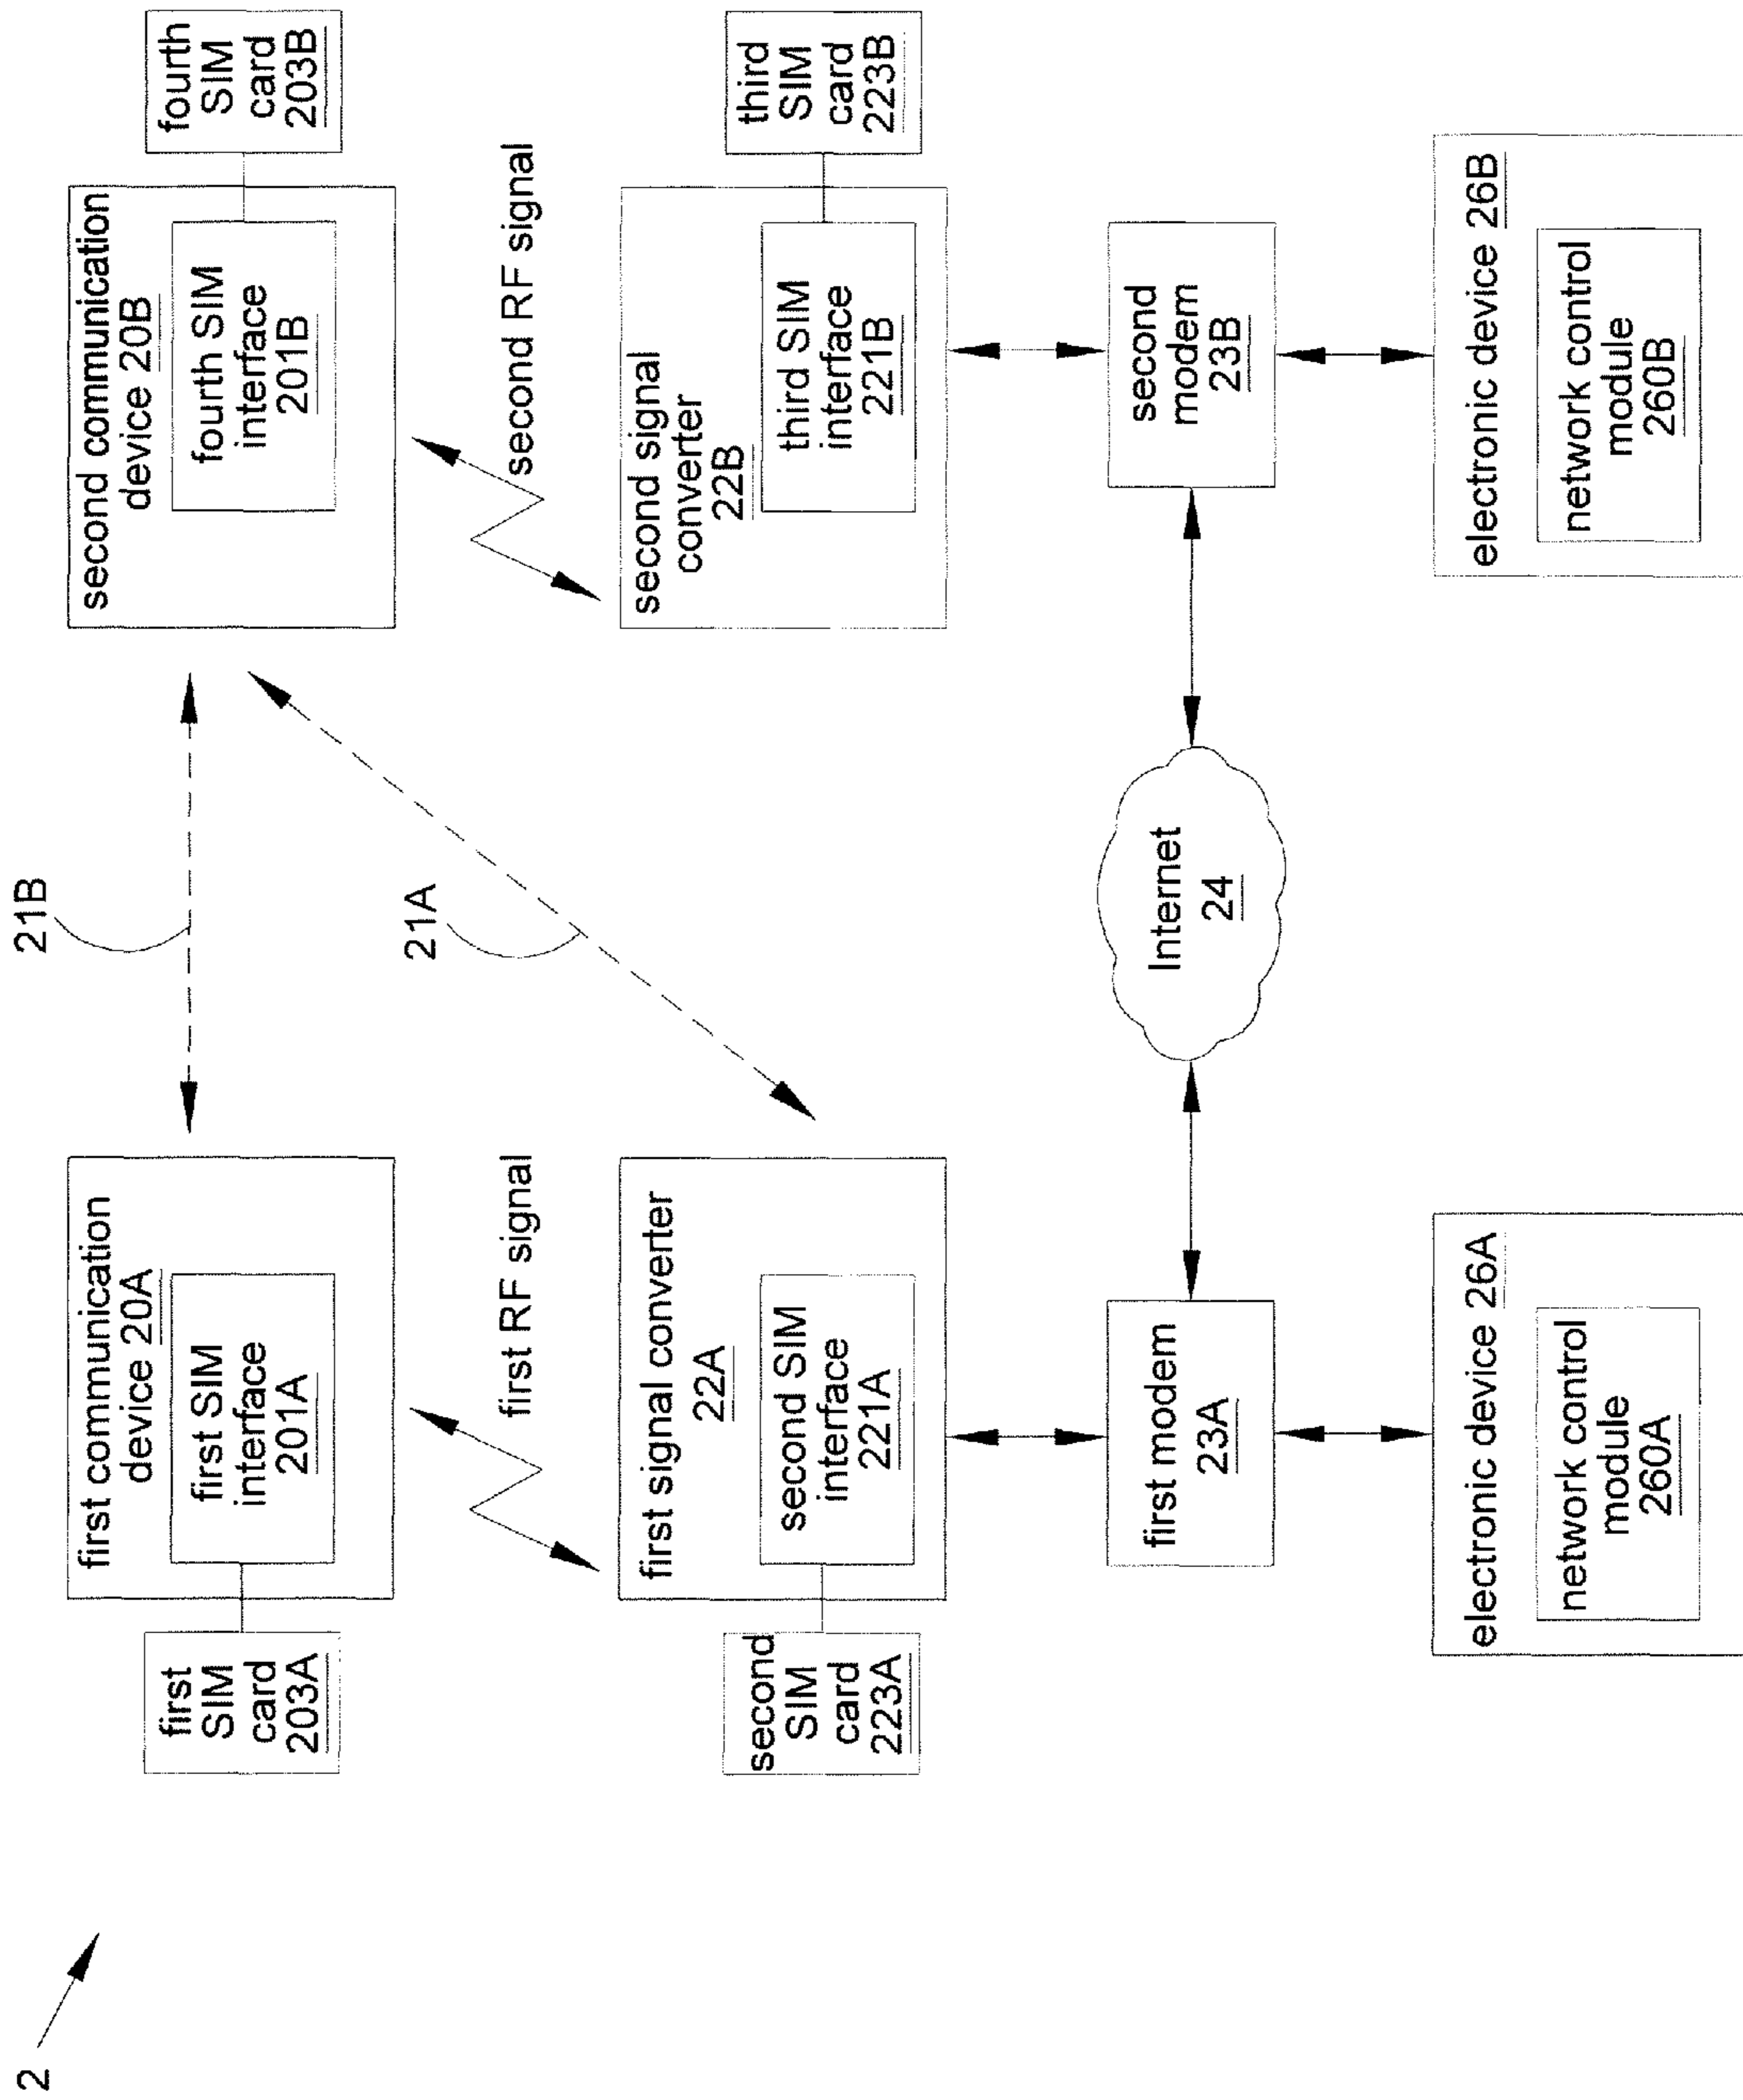 2
21B
21A
first
SIM
card
203A
first communication
device 20A
first SIM
interface
201A
second communication
device 20B
fourth SIM
interface
201B
fourth
SIM
card
203B
first RF signal
second RF signal
second
SIM
card
223A
first signal converter
22A
second SIM
interface
221A
second signal
converter
22B
third SIM
interface
221B
third
SIM
card
223B
first modem
23A
Internet
24
second
modem
23B
electronic device 26A
network control
module
260A
electronic device 26B
network control
module
260B